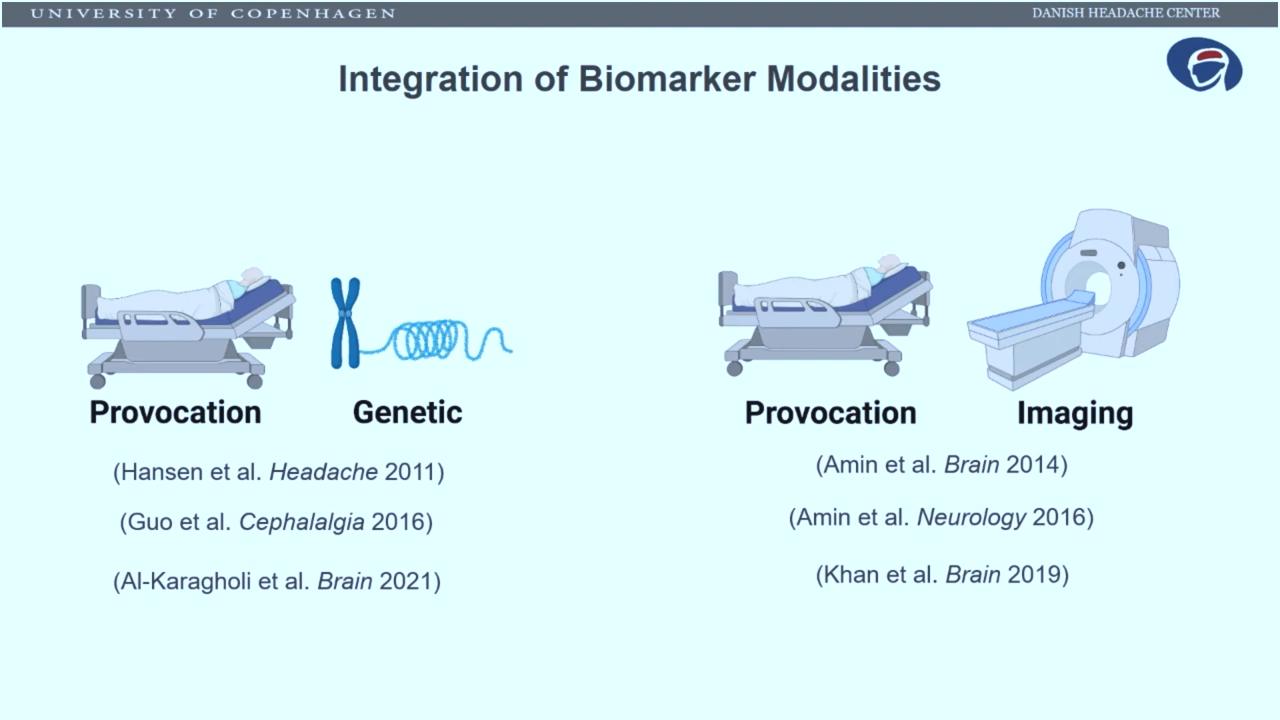 UNIVERSITY OF COPENHAGEN
DANISH HEADACHE CENTER
Integration of Biomarker Modalities
Provocation
Genetic
(Hansen et al. Headache 2011)
(Guo et al. Cephalalgia 2016)
(Al-Karagholi et al. Brain 2021)
Provocation
Imaging
(Amin et al. Brain 2014)
(Amin et al. Neurology 2016)
(Khan et al. Brain 2019)